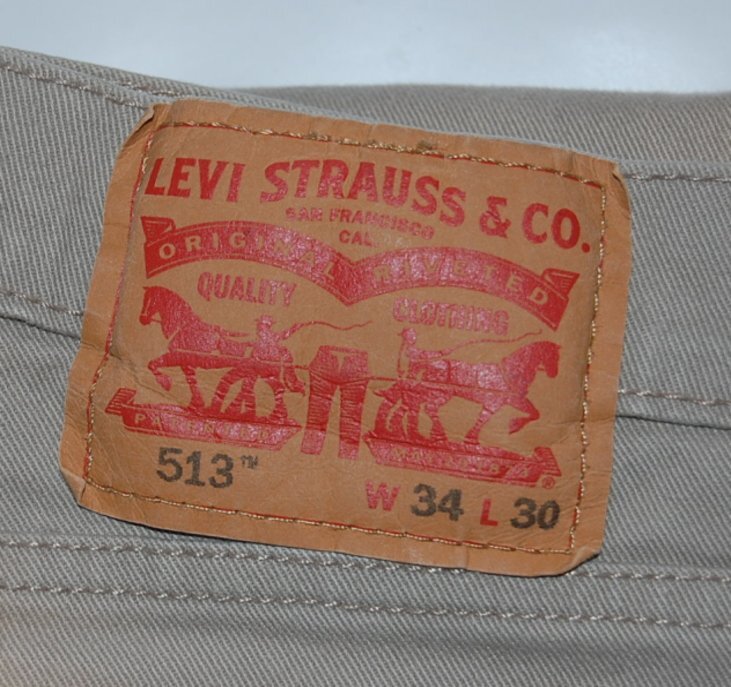 LEVI STRAUSS & CO.
SAN FRANCISCO
CAL.
ORIGINAL RIVETED
QUALITY CLOTHING
513™
W 34 L 30
®